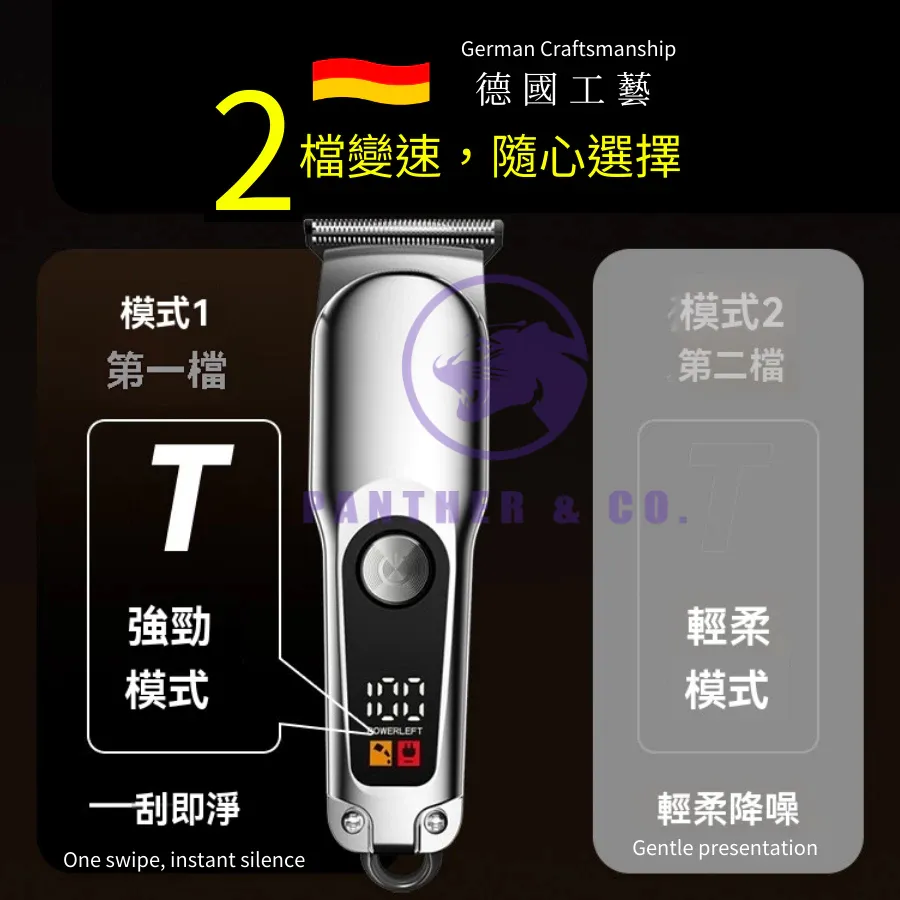 German Craftsmanship
德國工藝
2檔變速，隨心選擇
模式1
第一檔
T
強勁
模式
一刮即淨
One swipe, instant silence
PANTHER & CO.
100
POWERLEFT
模式2
第二檔
T
輕柔
模式
輕柔降噪
Gentle presentation